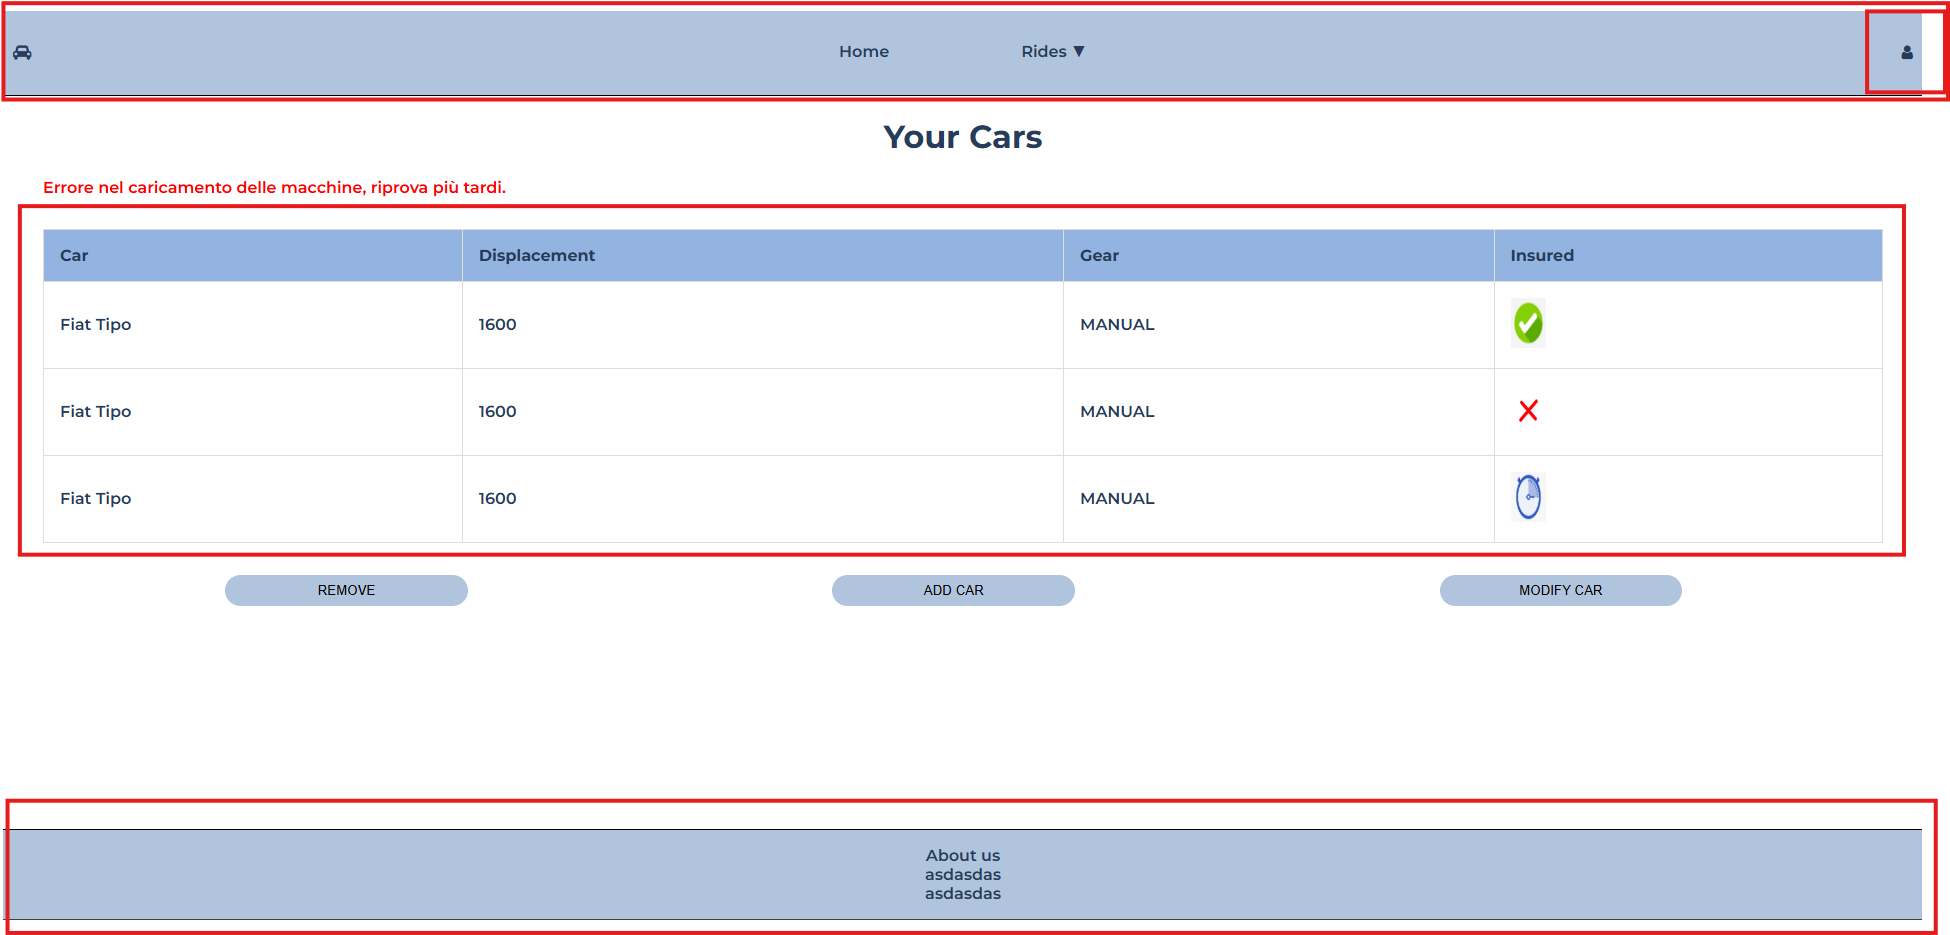 Home Rides ▼
Your Cars
Errore nel caricamento delle macchine, riprova più tardi.
Car Displacement Gear Insured
Fiat Tipo 1600 MANUAL
Fiat Tipo 1600 MANUAL
Fiat Tipo 1600 MANUAL
REMOVE ADD CAR MODIFY CAR
About us
asdasdas
asdasdas